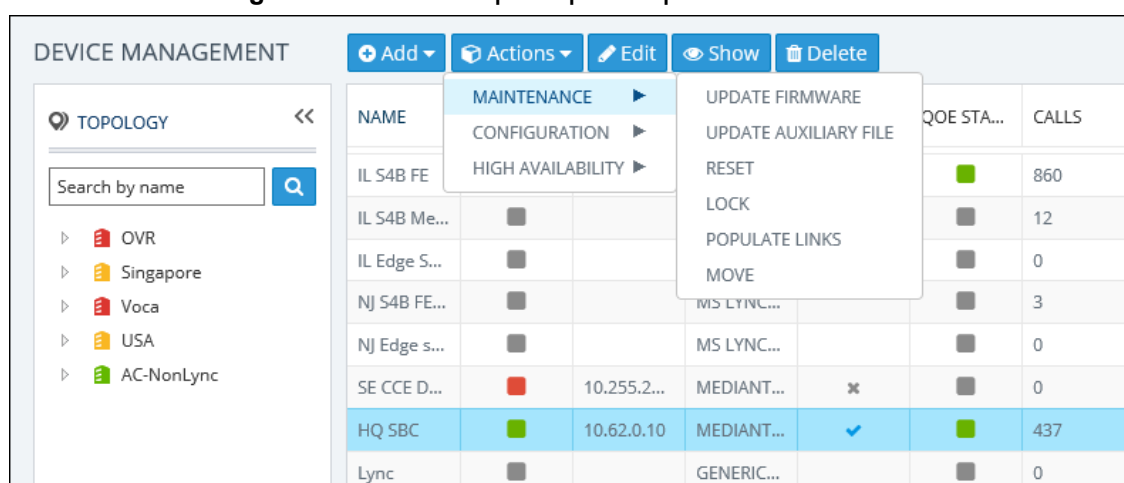 DEVICE MANAGEMENT
Add Actions Edit Show Delete
TOPOLOGY <<
Search by name
OVR
Singapore
Voca
USA
AC-NonLync
MAINTENANCE
CONFIGURATION
HIGH AVAILABILITY
UPDATE FIRMWARE
UPDATE AUXILIARY FILE
RESET
LOCK
POPULATE LINKS
MOVE
NAME QOE STA... CALLS
IL S4B FE 860
IL S4B Me... 12
IL Edge S... 0
NJ S4B FE... MS LYNC... 3
NJ Edge s... MS LYNC... 0
SE CCE D... 10.255.2... MEDIANT... 0
HQ SBC 10.62.0.10 MEDIANT... 437
Lync GENERIC... 0